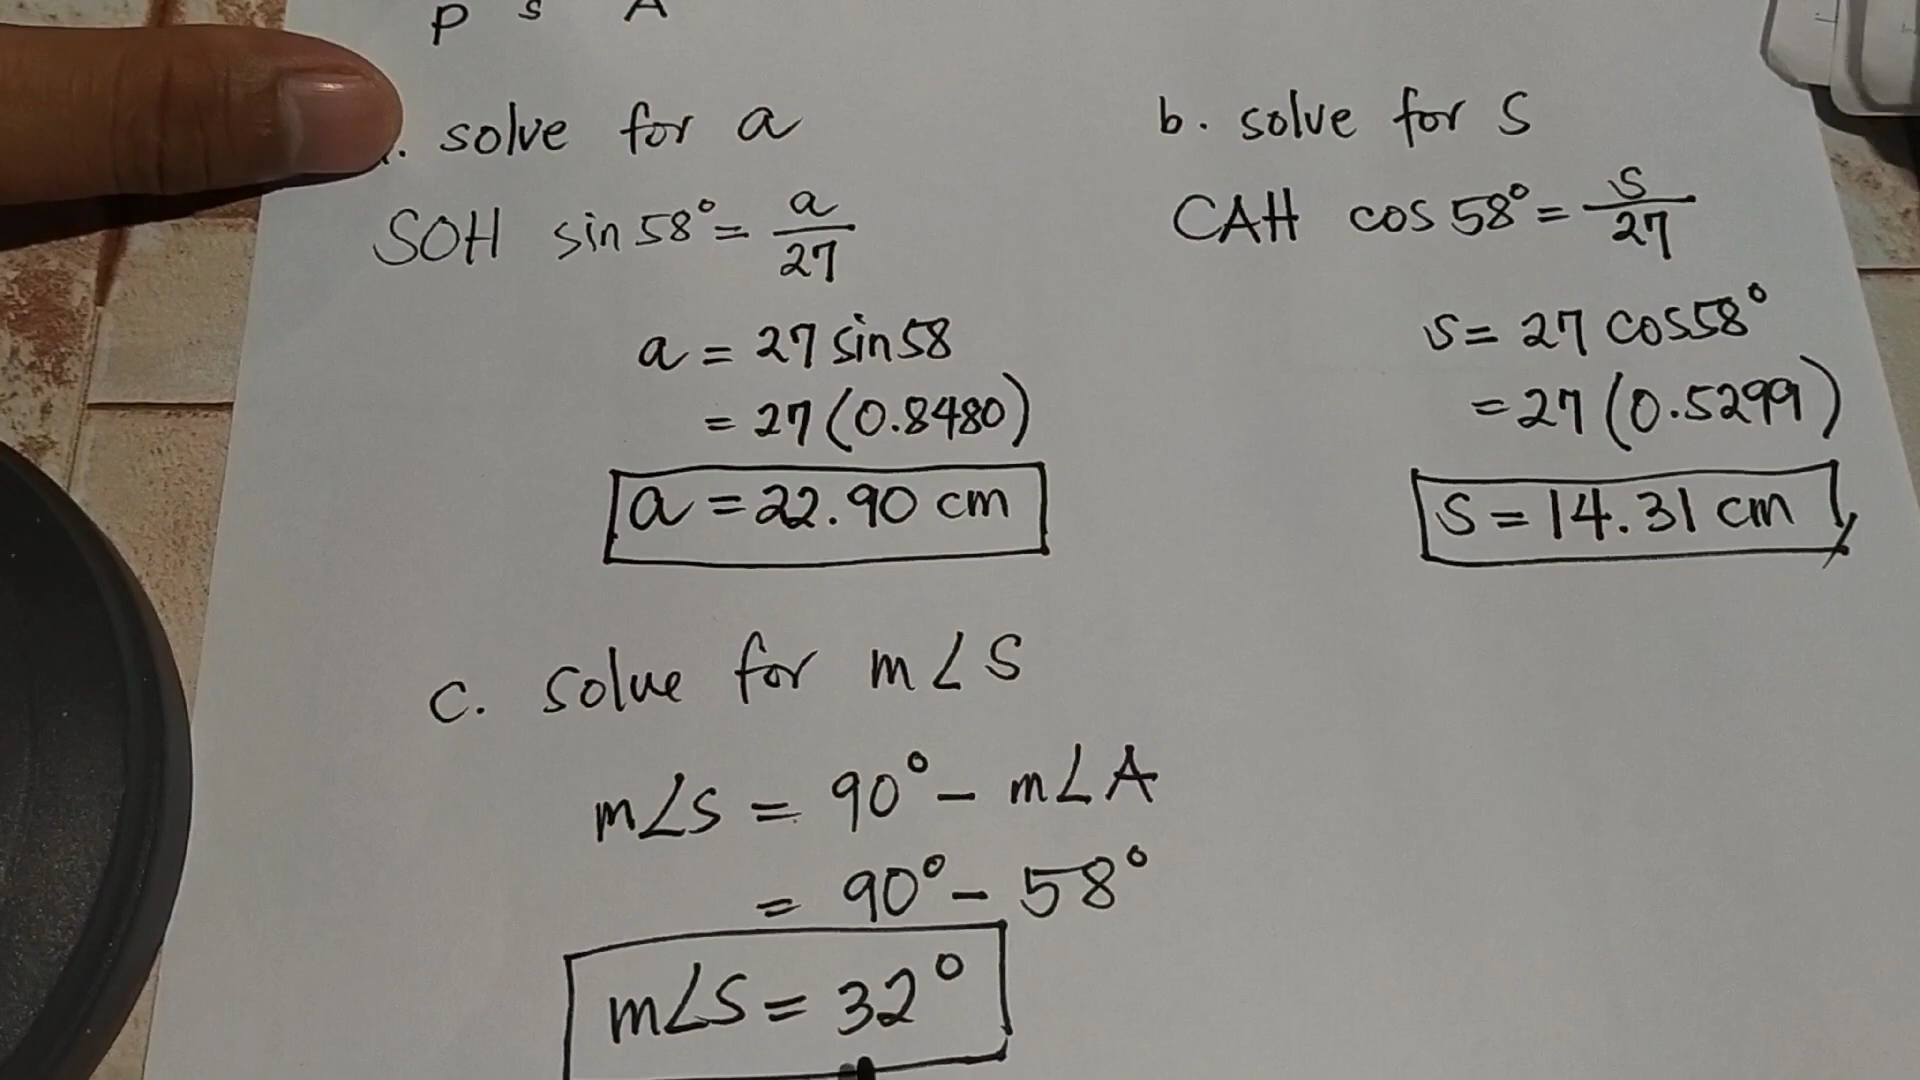 P S A
. solve for a
SOH sin 58° = a/27
a = 27 sin 58
= 27 (0.8480)
a = 22.90 cm
b. solve for s
CAH cos 58° = s/27
s = 27 cos 58°
= 27 (0.5299)
s = 14.31 cm
c. solve for m∠S
m∠S = 90° - m∠A
= 90° - 58°
m∠S = 32°